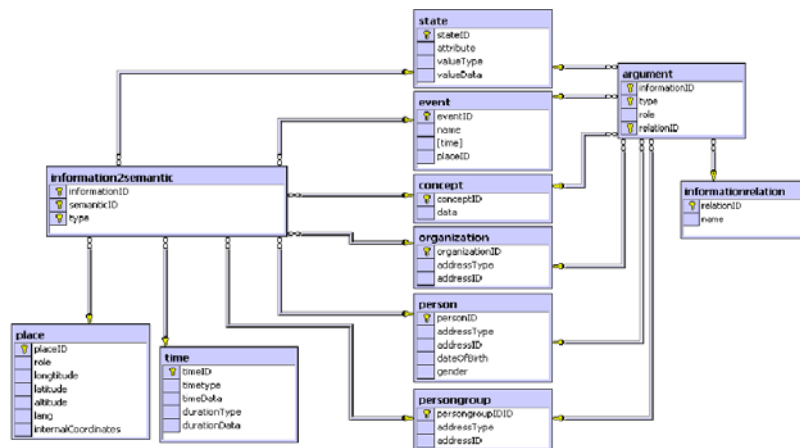 state
stateID
attribute
valueType
valueData
event
eventID
name
[time]
placeID
concept
conceptID
data
organization
organizationID
addressType
addressID
person
personID
addressType
addressID
dateOfBirth
gender
persongroup
persongroupIDID
addressType
addressID
argument
informationID
type
role
relationID
informationrelation
relationID
name
information2semantic
informationID
semanticID
type
place
placeID
role
longtitude
latitude
altitude
lang
internalCoordinates
time
timeID
timetype
timeData
durationType
durationData